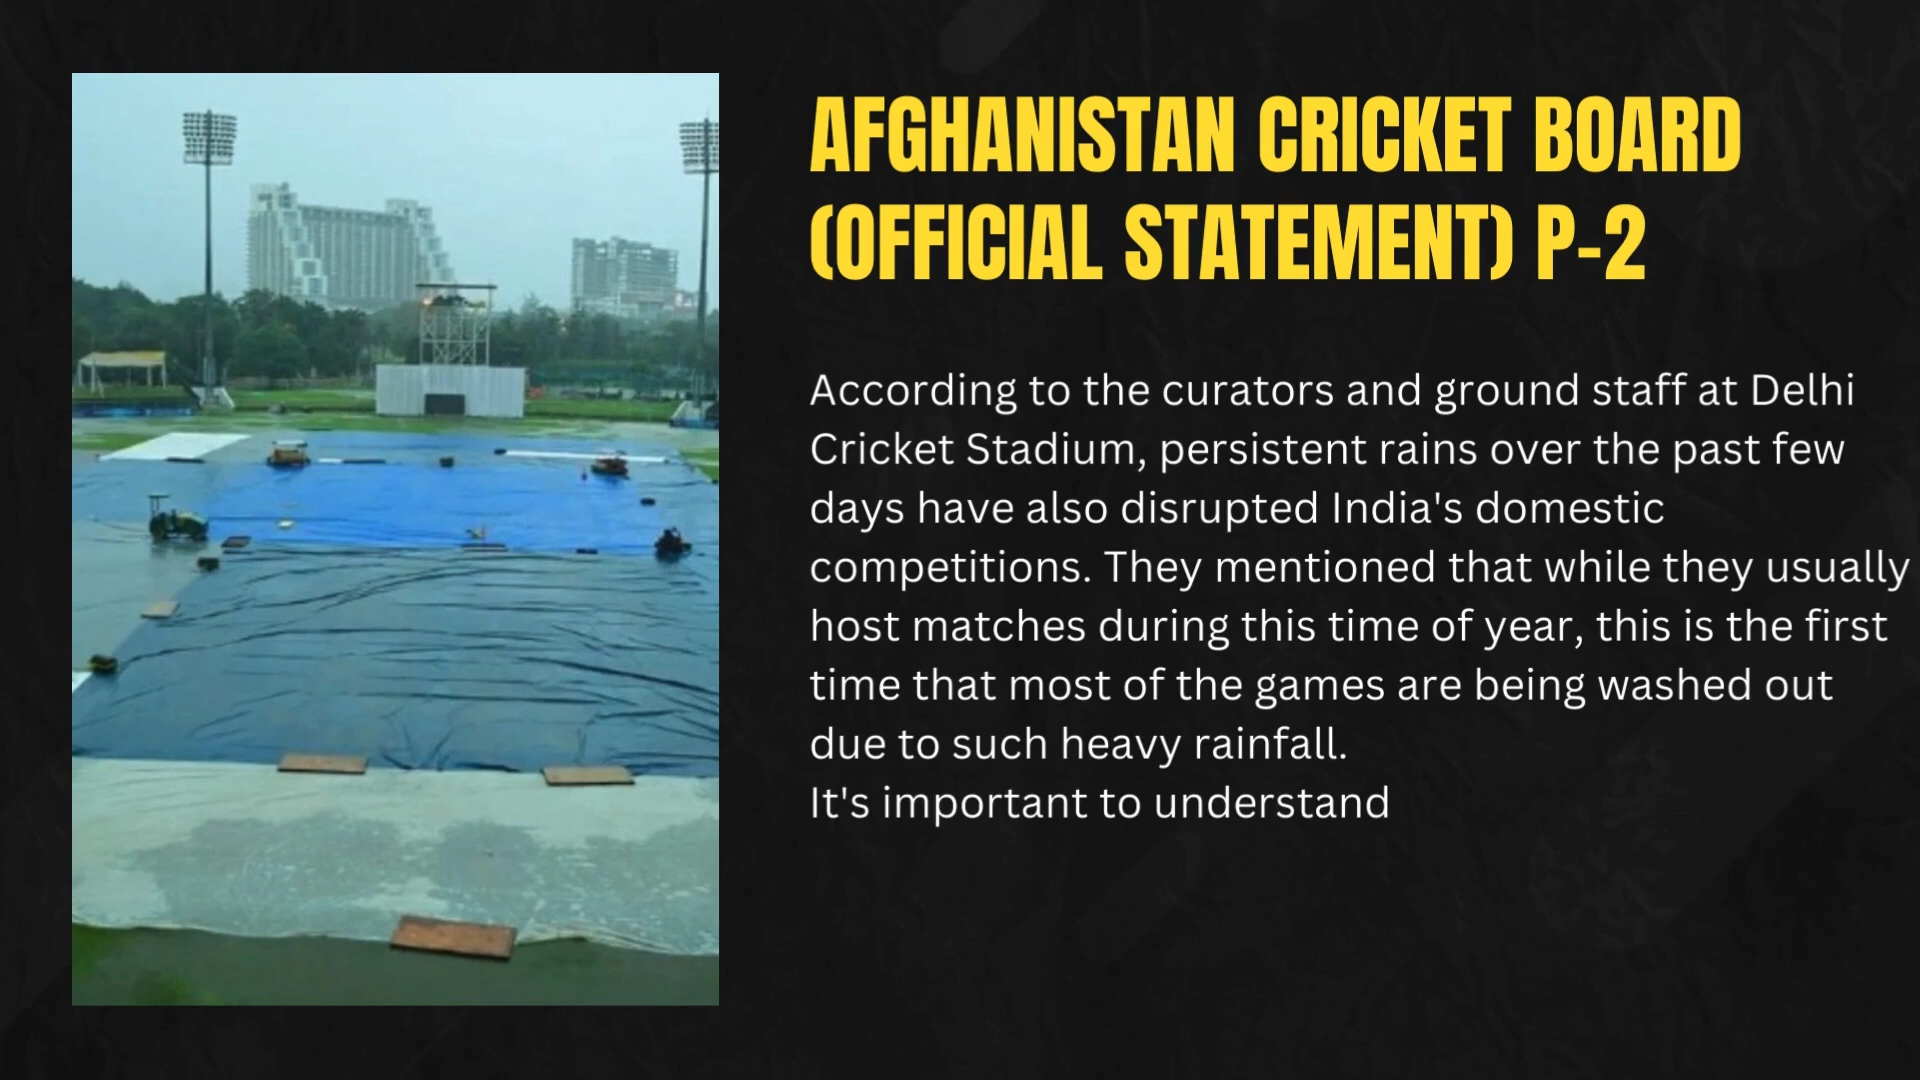 AFGHANISTAN CRICKET BOARD
(OFFICIAL STATEMENT) P-2
According to the curators and ground staff at Delhi
Cricket Stadium, persistent rains over the past few
days have also disrupted India's domestic
competitions. They mentioned that while they usually
host matches during this time of year, this is the first
time that most of the games are being washed out
due to such heavy rainfall.
It's important to understand